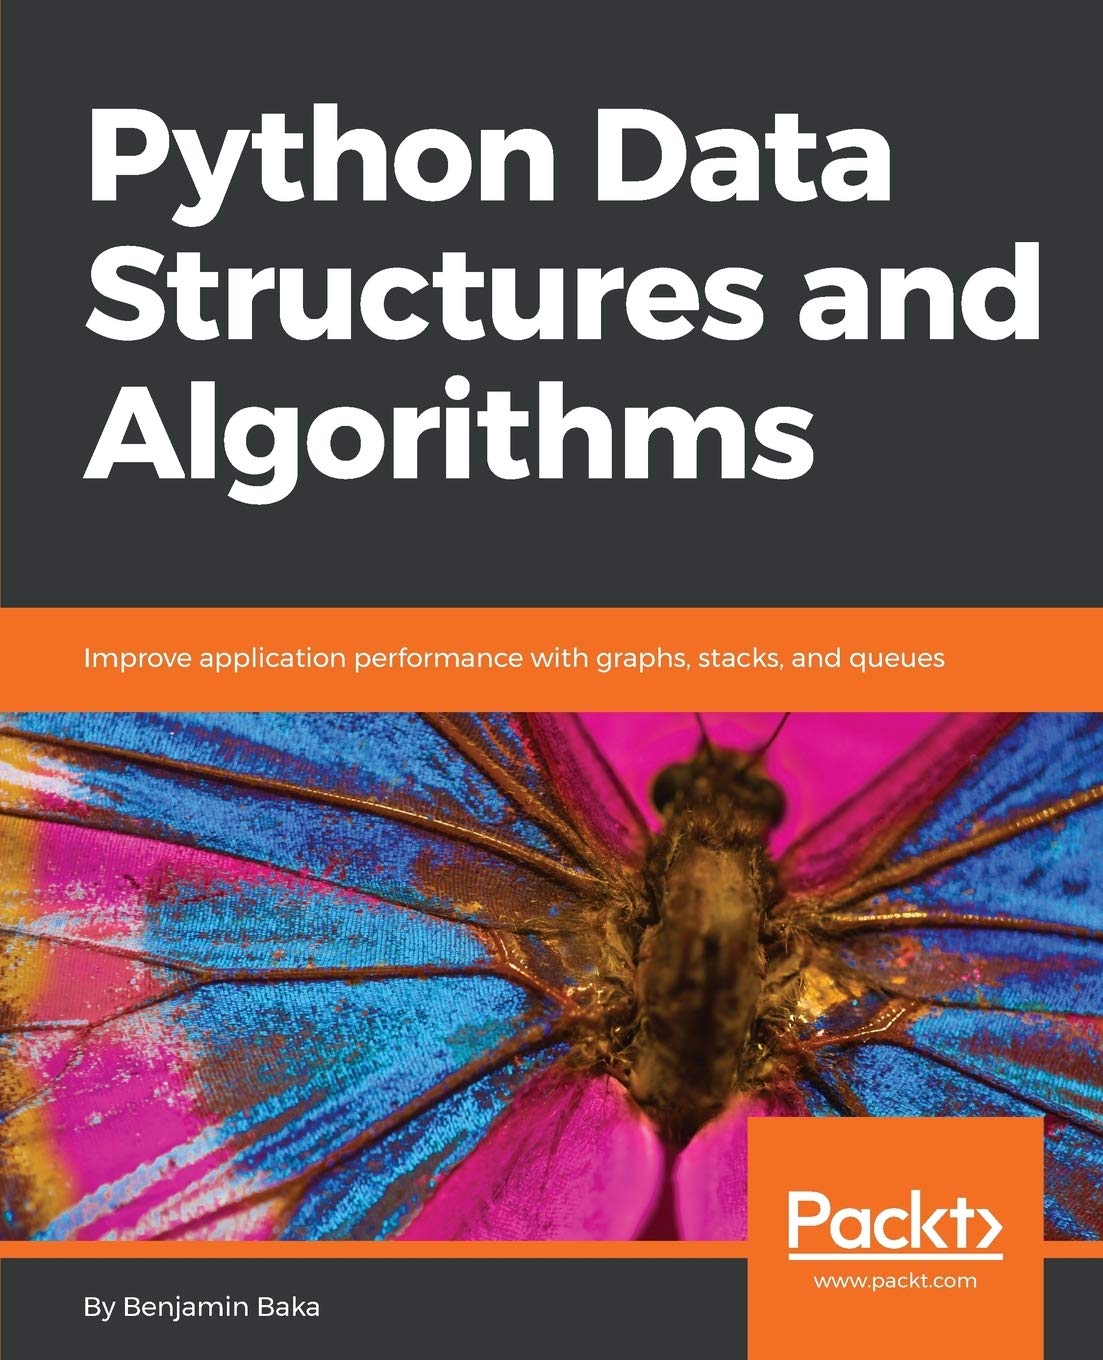 Python Data
Structures and
Algorithms
Improve application performance with graphs, stacks, and queues
Packt>
www.packt.com
By Benjamin Baka